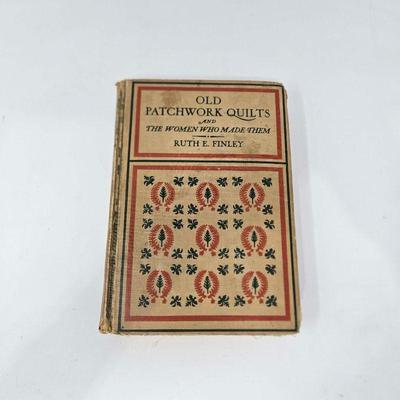 OLD
PATCHWORK QUILTS
AND
THE WOMEN WHO MADE THEM
RUTH E. FINLEY